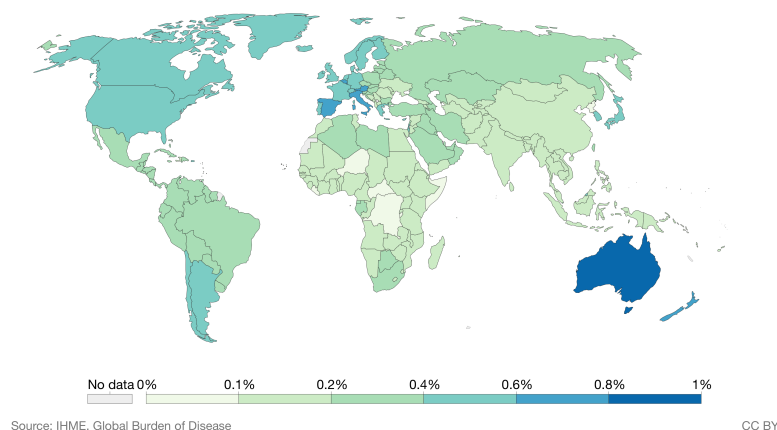 No data 0% 0.1% 0.2% 0.4% 0.6% 0.8% 1%
Source: IHME, Global Burden of Disease CC BY